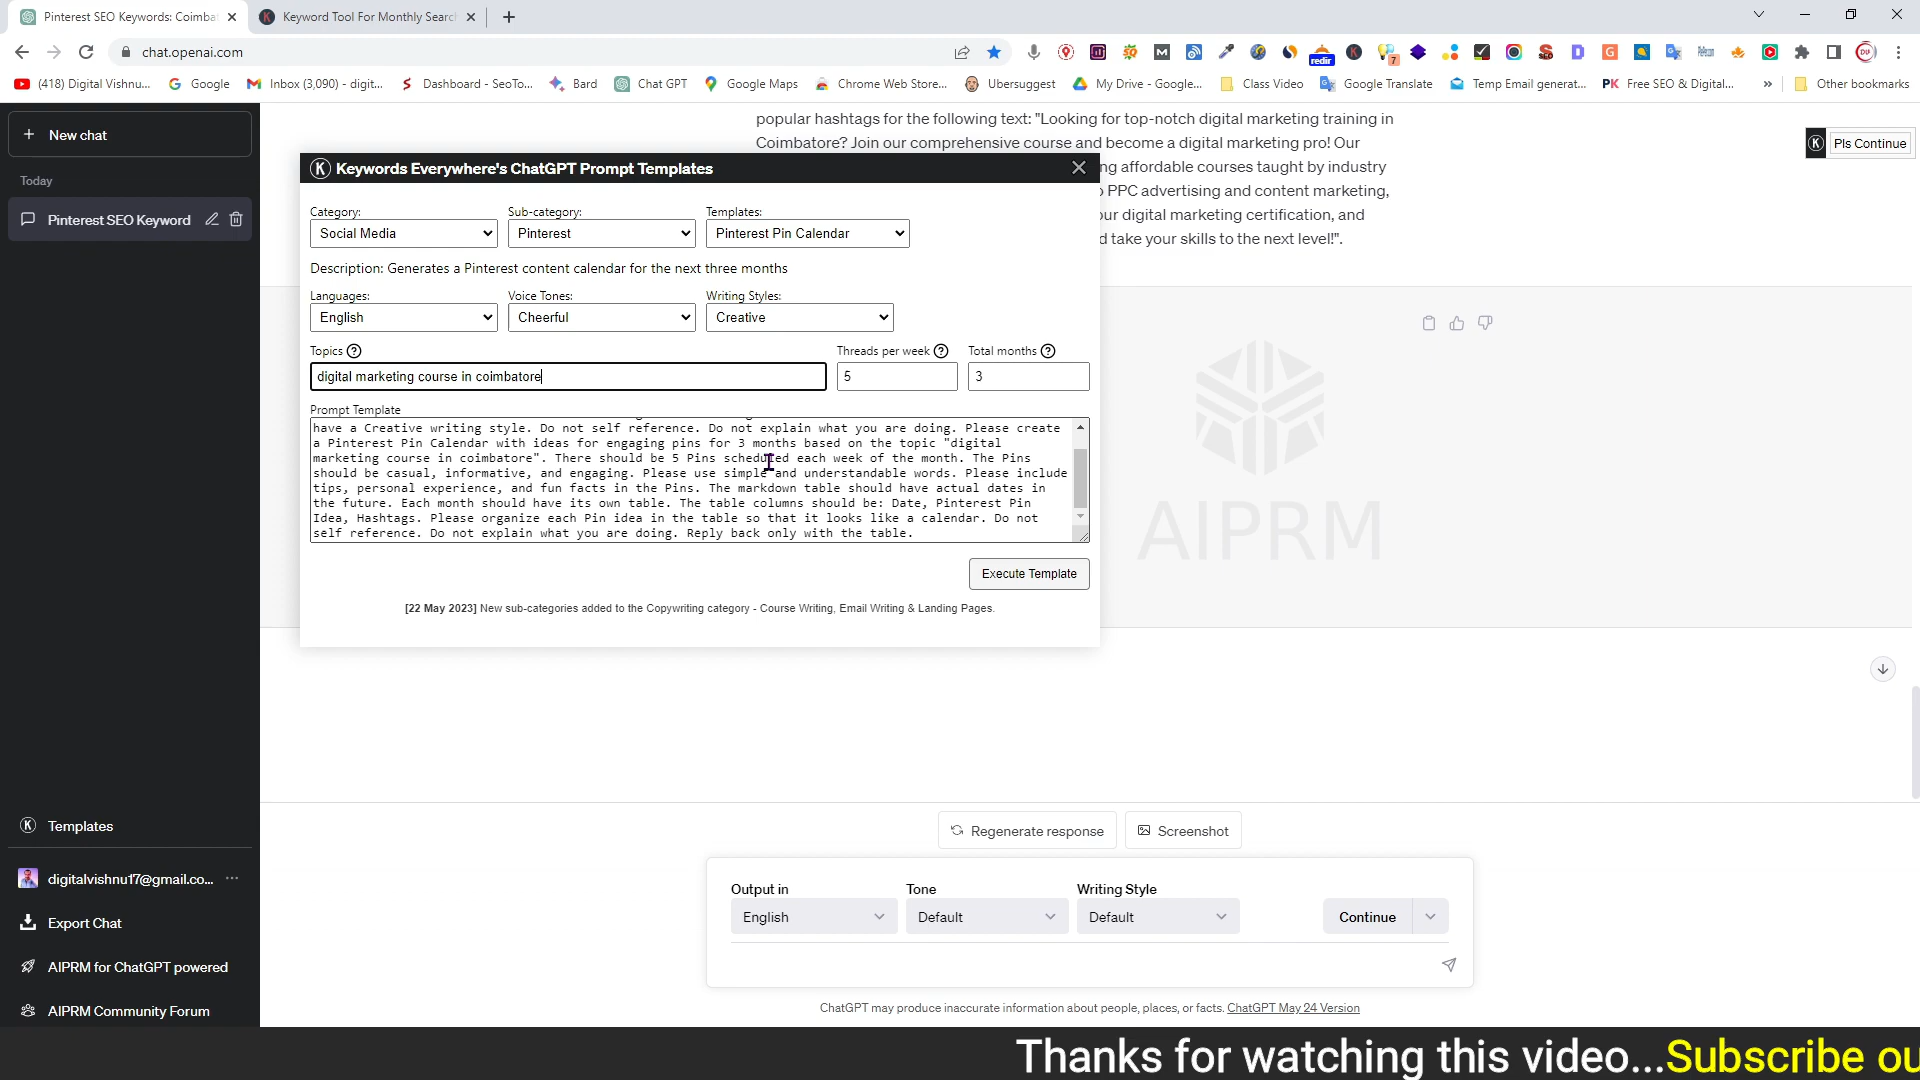 Pinterest SEO Keywords: Coimba
Keyword Tool For Monthly Searc
chat.openai.com
redir
7
(418) Digital Vishnu...
Google
Inbox (3,090) - digit...
Dashboard - SeoTo...
Bard
Chat GPT
Google Maps
Chrome Web Store...
Ubersuggest
My Drive - Google...
Class Video
Google Translate
Temp Email generat...
PK Free SEO & Digital...
»
Other bookmarks
New chat
Today
Pinterest SEO Keyword
Templates
digitalvishnu17@gmail.co...
Export Chat
AIPRM for ChatGPT powered
AIPRM Community Forum
popular hashtags for the following text: "Looking for top-notch digital marketing training in
Coimbatore? Join our comprehensive course and become a digital marketing pro! Our
ng affordable courses taught by industry
PPC advertising and content marketing,
ur digital marketing certification, and
d take your skills to the next level!".
K Pls Continue
K Keywords Everywhere's ChatGPT Prompt Templates
Category: Sub-category: Templates:
Social Media Pinterest Pinterest Pin Calendar
Description: Generates a Pinterest content calendar for the next three months
Languages: Voice Tones: Writing Styles:
English Cheerful Creative
Topics ? Threads per week ? Total months ?
digital marketing course in coimbatore 5 3
Prompt Template
have a Creative writing style. Do not self reference. Do not explain what you are doing. Please create
a Pinterest Pin Calendar with ideas for engaging pins for 3 months based on the topic "digital
marketing course in coimbatore". There should be 5 Pins scheduled each week of the month. The Pins
should be casual, informative, and engaging. Please use simple and understandable words. Please include
tips, personal experience, and fun facts in the Pins. The markdown table should have actual dates in
the future. Each month should have its own table. The table columns should be: Date, Pinterest Pin
Idea, Hashtags. Please organize each Pin idea in the table so that it looks like a calendar. Do not
self reference. Do not explain what you are doing. Reply back only with the table.
Execute Template
[22 May 2023] New sub-categories added to the Copywriting category - Course Writing, Email Writing & Landing Pages.
AIPRM
Regenerate response
Screenshot
Output in Tone Writing Style
English Default Default Continue
ChatGPT may produce inaccurate information about people, places, or facts. ChatGPT May 24 Version
Thanks for watching this video...Subscribe ou